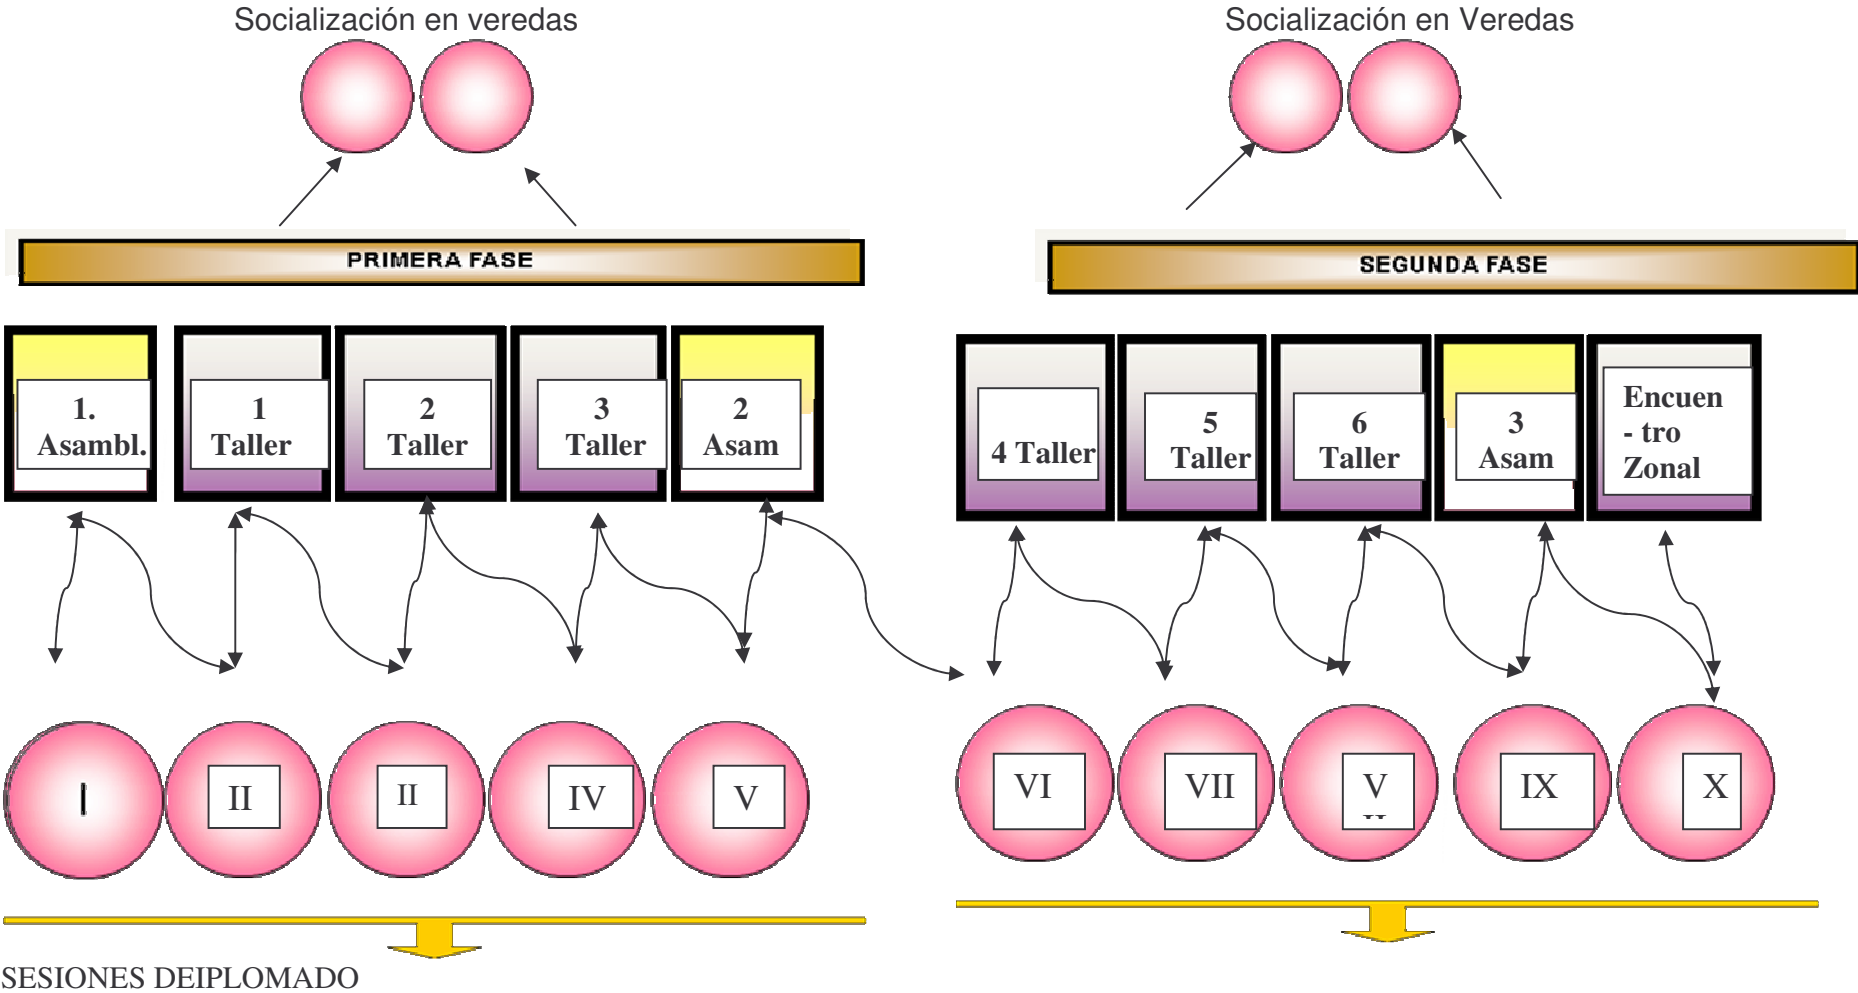 Socialización en veredas
Socialización en Veredas
PRIMERA FASE
SEGUNDA FASE
1.
Asambl.
1
Taller
2
Taller
3
Taller
2
Asam
4 Taller
5
Taller
6
Taller
3
Asam
Encuen
- tro
Zonal
I
II
II
IV
V
VI
VII
V
IX
X
SESIONES DEIPLOMADO